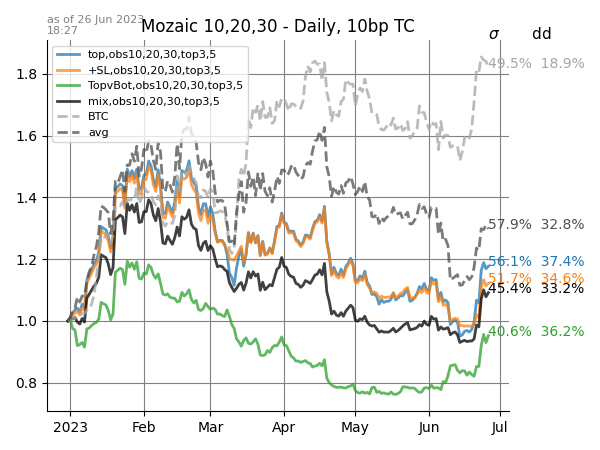 as of 26 Jun 2023
18:27
Mozaic 10,20,30 - Daily, 10bp TC
σ dd
top,obs10,20,30,top3,5
+SL,obs10,20,30,top3,5
TopvBot,obs10,20,30,top3,5
mix,obs10,20,30,top3,5
BTC
avg
1.8
1.6
1.4
1.2
1.0
0.8
49.5% 18.9%
57.9% 32.8%
56.1% 37.4%
51.7% 34.6%
45.4% 33.2%
40.6% 36.2%
2023 Feb Mar Apr May Jun Jul